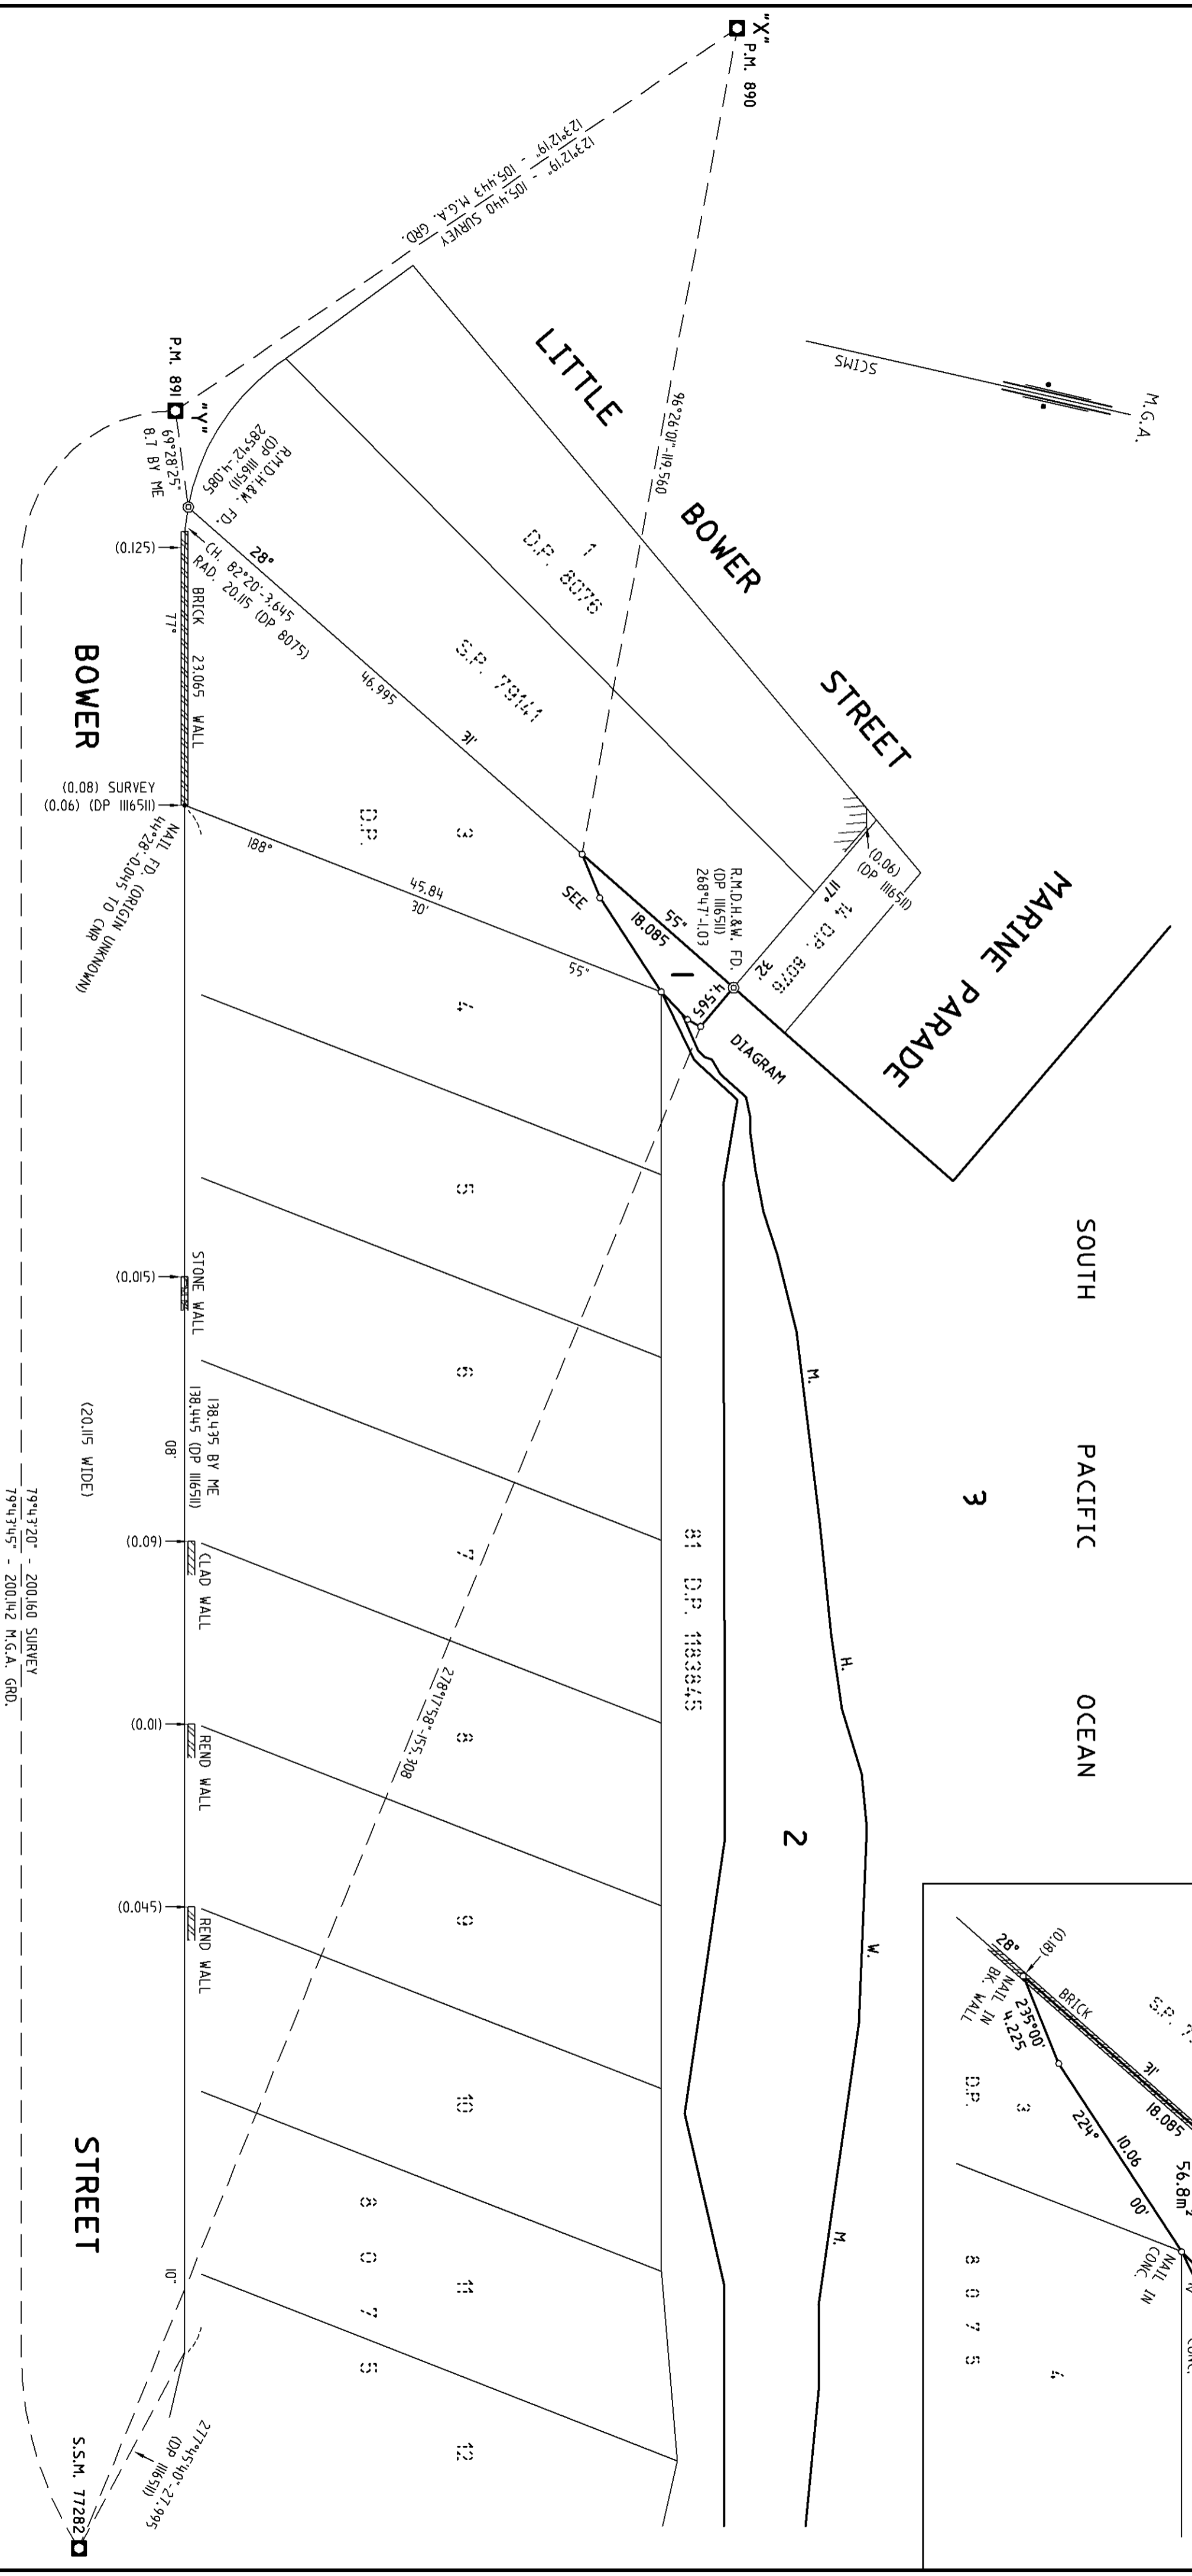 "X"
P.M. 890
123°12'19" - 105.440 SURVEY
123°12'19" - 105.443 M.G.A. GRD.
96°26'01"-119.560
M.G.A.
SCIMS
LITTLE
BOWER
STREET
MARINE PARADE
SOUTH PACIFIC OCEAN
1
D.P. 8076
S.P. 79141
P.M. 891
"Y"
69°28'25"
8.7 BY ME
R.M.D.H.&W. FD.
(DP 1116511)
285°12'-4.085
28°
46.995
31'
55"
18.085
CH. 82°20'-3.645
RAD. 20.115 (DP 8075)
(0.125)
BRICK 23.065 WALL
77°
BOWER
(0.08) SURVEY
(0.06) (DP 1116511)
NAIL FD. (ORIGIN UNKNOWN)
44°28'-0.045 TO CNR
188°
45.84
30'
55"
D.P.
3
SEE
DIAGRAM
1
4.565
R.M.D.H.&W. FD.
(DP 1116511)
268°47'-1.03
(0.06)
(DP 1116511)
117°
32'
14 D.P. 8076
4
5
6
7
8
9
10
11
12
8 0 7 5
81 D.P. 1183845
278°17'58"-155.308
M. H. W. M.
3
2
(0.015)
STONE WALL
138.435 BY ME
138.445 (DP 1116511)
08'
(20.115 WIDE)
(0.09)
CLAD WALL
(0.01)
REND WALL
(0.045)
REND WALL
10"
STREET
277°45'40"-27.995
(DP 1116511)
S.S.M. 77282
79°43'20" - 200.160 SURVEY
79°43'45" - 200.142 M.G.A. GRD.
28°
(0.18)
NAIL IN
BK. WALL
235°00'
4.225
BRICK
31'
18.085
D.P.
3
224°
10.06
00'
56.8m²
NAIL IN
CONC.
8 0 7 5
4